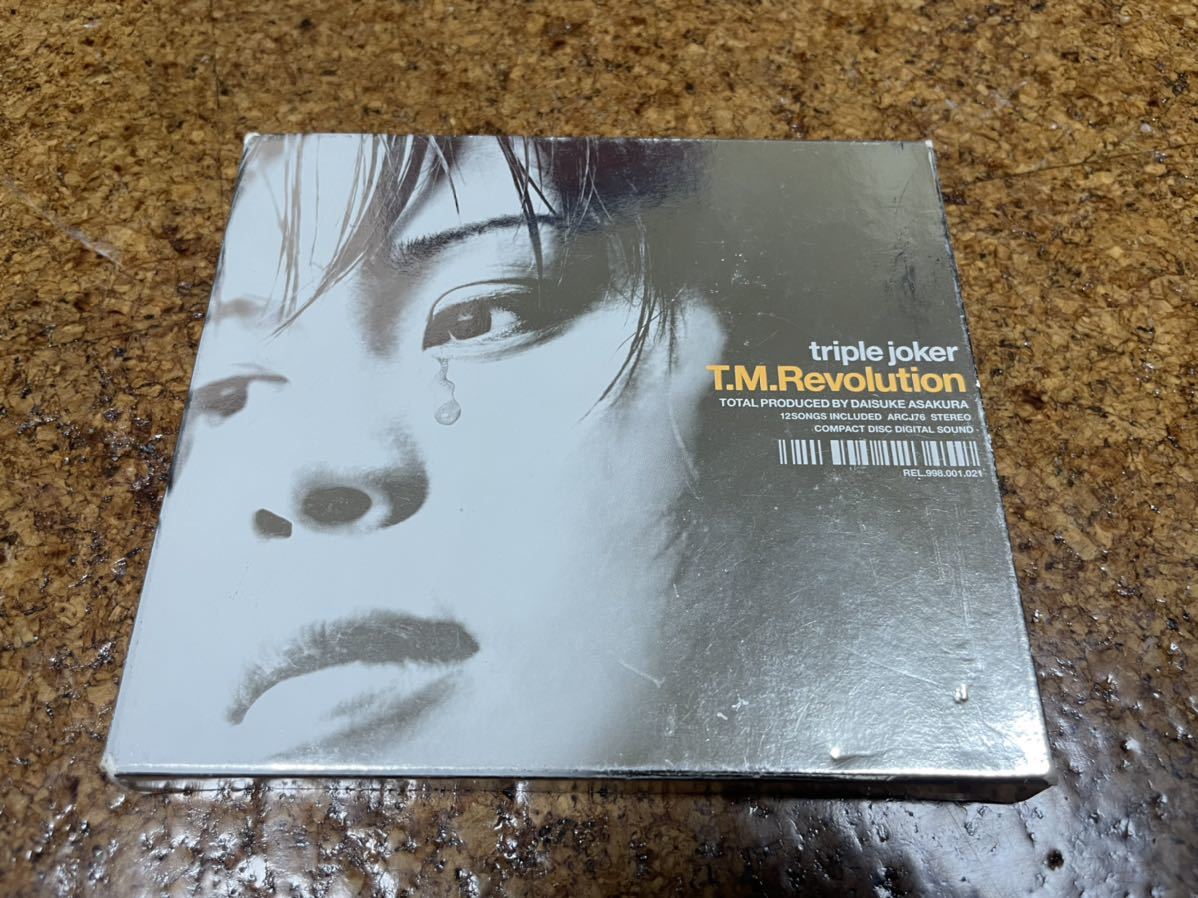 triple joker
T.M.Revolution
TOTAL PRODUCED BY DAISUKE ASAKURA
12SONGS INCLUDED ARCJ76 STEREO
COMPACT DISC DIGITAL SOUND
REL.998.001.021